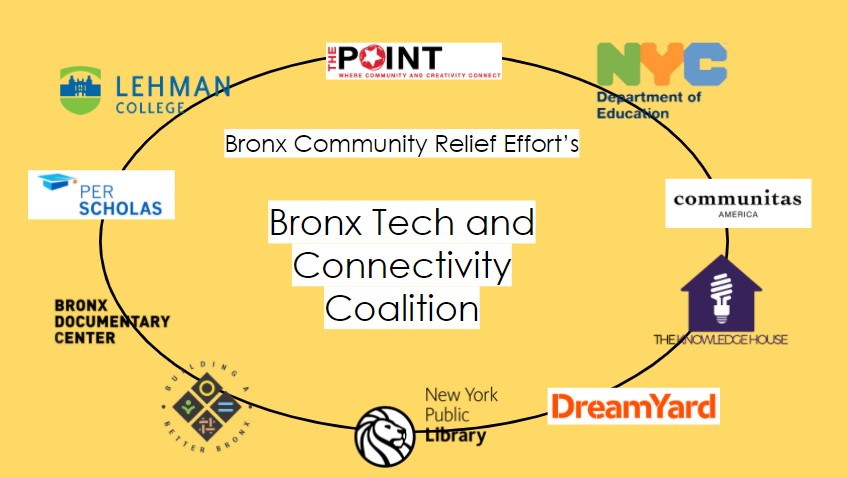 THE POINT
WHERE COMMUNITY AND CREATIVITY CONNECT
LEHMAN
COLLEGE
NYC
Department of
Education
Bronx Community Relief Effort's
PER
SCHOLAS
communitas
AMERICA
Bronx Tech and
Connectivity
Coalition
BRONX
DOCUMENTARY
CENTER
THE KNOWLEDGE HOUSE
BUILDING A
BETTER BRONX
New York
Public
Library
DreamYard